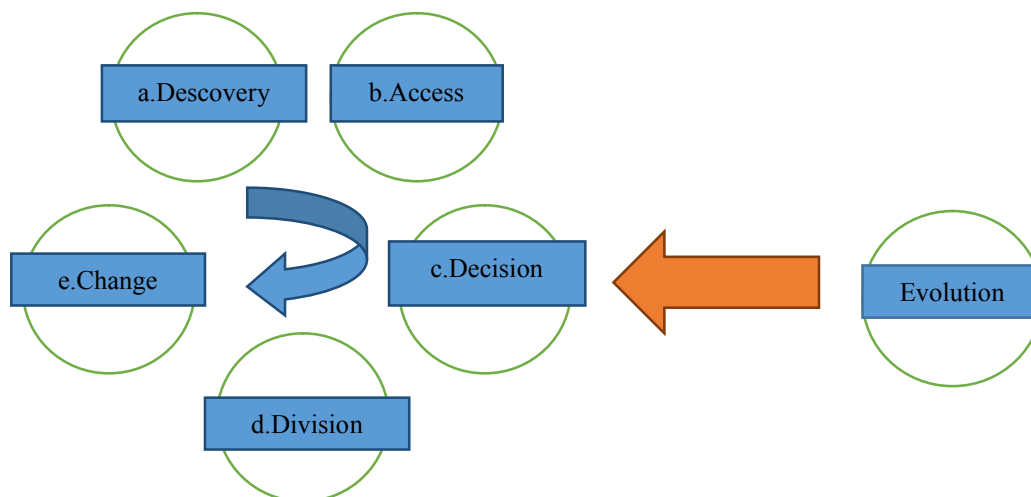 a.Descovery
b.Access
e.Change
c.Decision
Evolution
d.Division